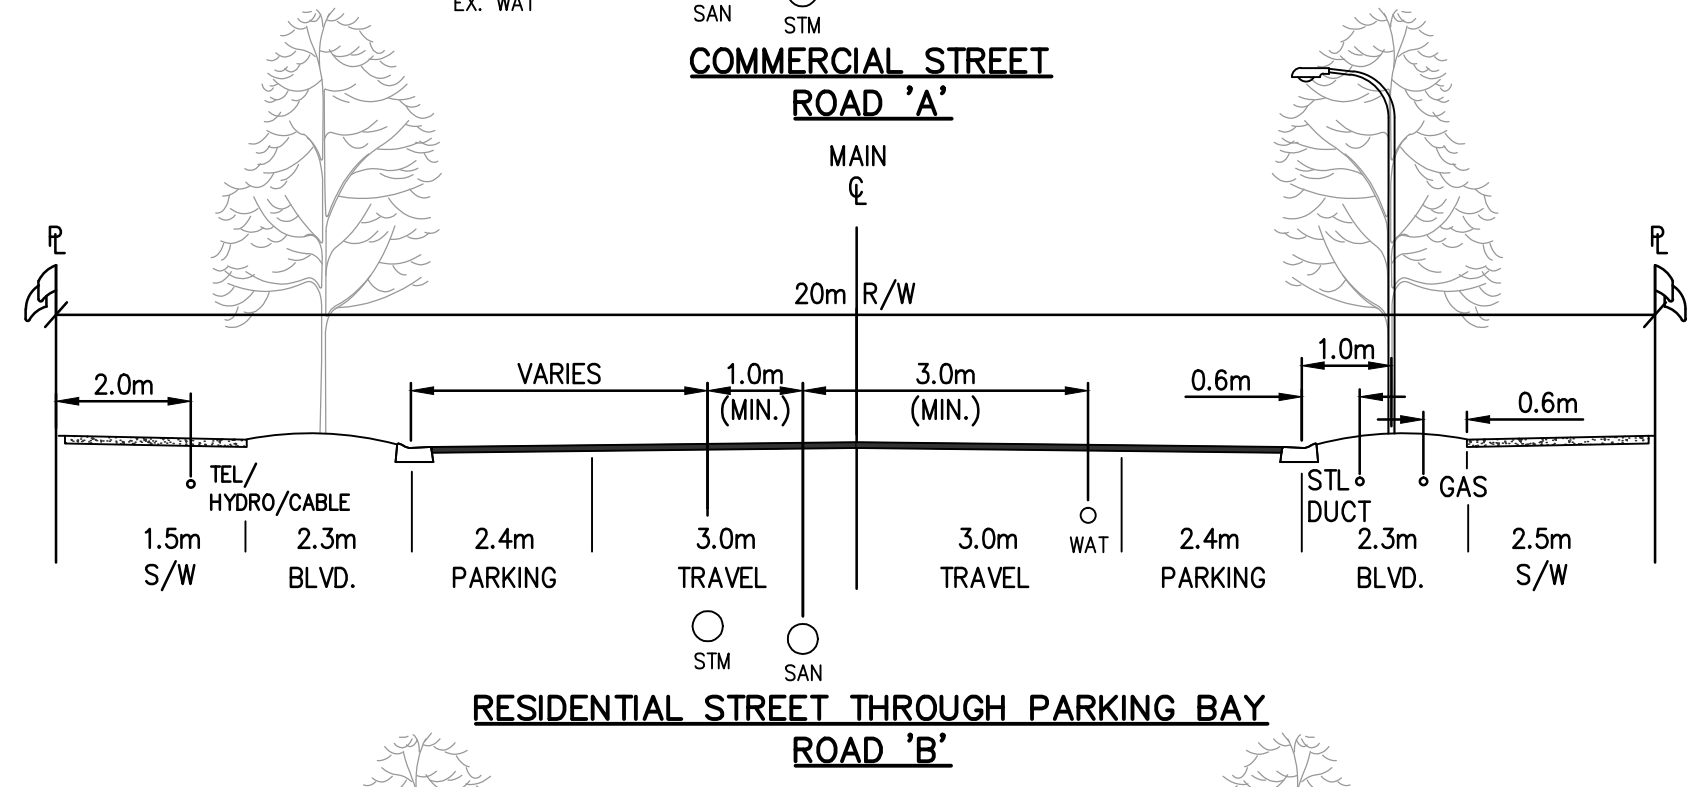 EX. WAT
SAN
STM
COMMERCIAL STREET
ROAD 'A'
MAIN
℄
⅊
⅊
20m R/W
2.0m
VARIES
1.0m
(MIN.)
3.0m
(MIN.)
0.6m
1.0m
0.6m
TEL/
HYDRO/CABLE
STL
DUCT
GAS
WAT
1.5m
S/W
2.3m
BLVD.
2.4m
PARKING
3.0m
TRAVEL
3.0m
TRAVEL
2.4m
PARKING
2.3m
BLVD.
2.5m
S/W
STM
SAN
RESIDENTIAL STREET THROUGH PARKING BAY
ROAD 'B'